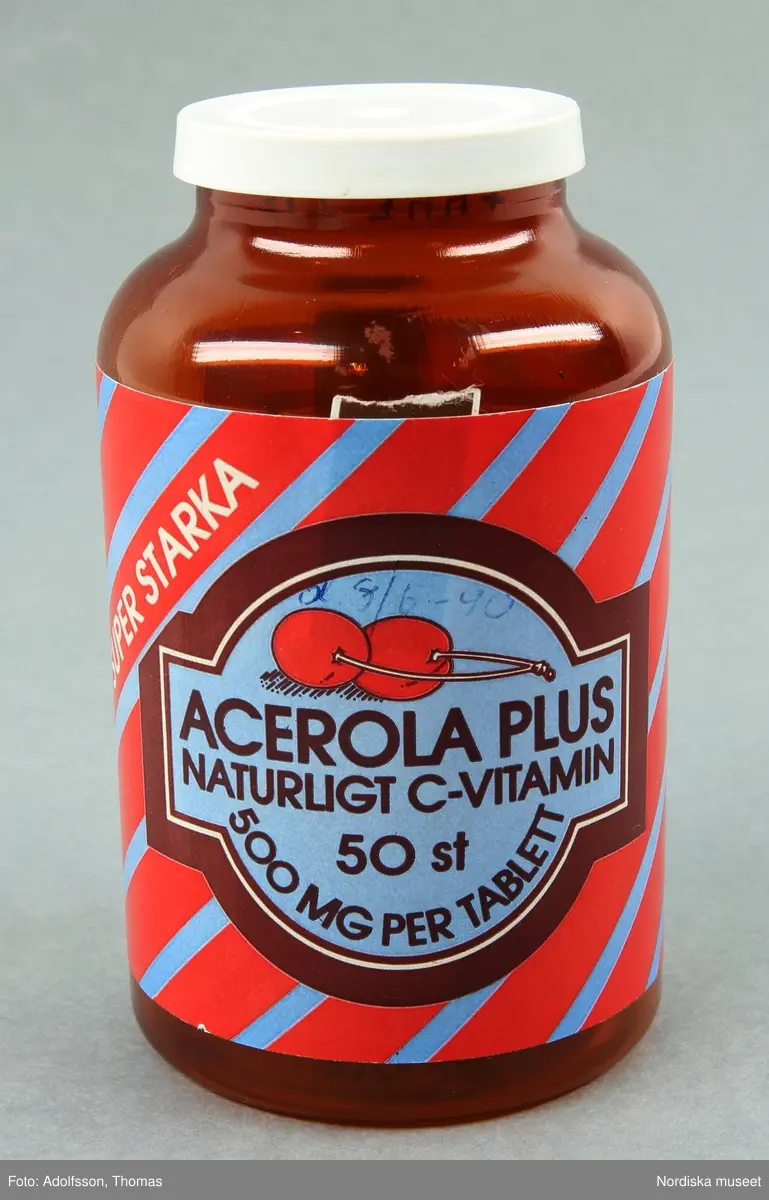 SUPER STARKA
d. 8/6-90
ACEROLA PLUS
NATURLIGT C-VITAMIN
50 st
500 MG PER TABLETT
Foto: Adolfsson, Thomas
Nordiska museet